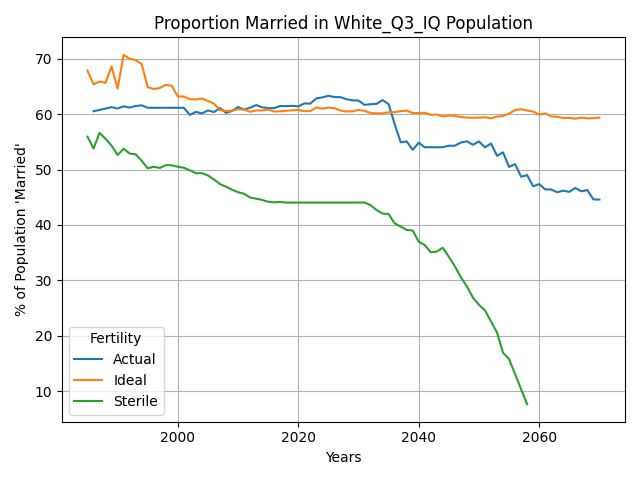 Proportion Married in White_Q3_IQ Population
% of Population 'Married'
70
60
50
40
30
20
10
Fertility
Actual
Ideal
Sterile
2000 2020 2040 2060
Years